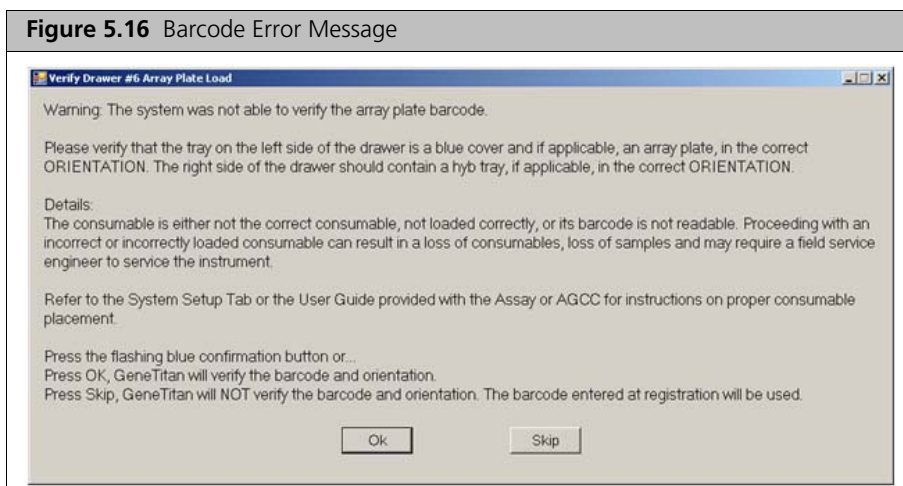 Figure 5.16 Barcode Error Message
Verify Drawer #6 Array Plate Load
Warning: The system was not able to verify the array plate barcode.
Please verify that the tray on the left side of the drawer is a blue cover and if applicable, an array plate, in the correct
ORIENTATION. The right side of the drawer should contain a hyb tray, if applicable, in the correct ORIENTATION.
Details:
The consumable is either not the correct consumable, not loaded correctly, or its barcode is not readable. Proceeding with an
incorrect or incorrectly loaded consumable can result in a loss of consumables, loss of samples and may require a field service
engineer to service the instrument.
Refer to the System Setup Tab or the User Guide provided with the Assay or AGCC for instructions on proper consumable
placement.
Press the flashing blue confirmation button or...
Press OK, GeneTitan will verify the barcode and orientation.
Press Skip, GeneTitan will NOT verify the barcode and orientation. The barcode entered at registration will be used.
Ok Skip